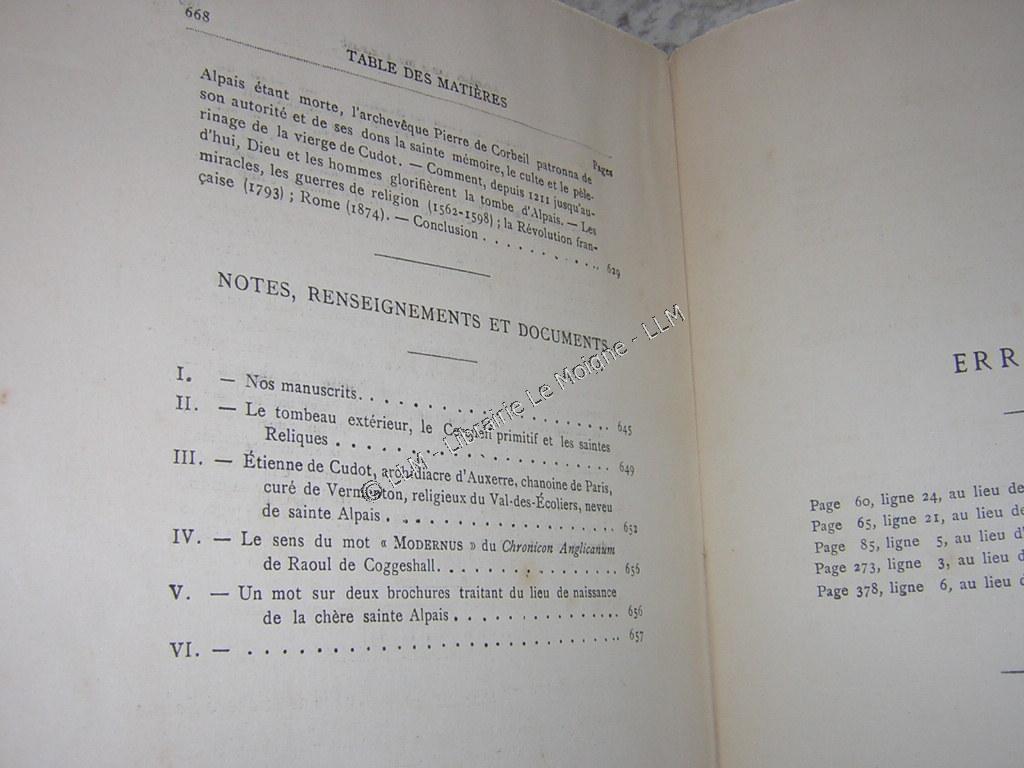 668
TABLE DES MATIÈRES
Pages
Alpais étant morte, l'archevêque Pierre de Corbeil patronna de
son autorité et de ses dons la sainte mémoire, le culte et le pèle-
rinage de la vierge de Cudot. — Comment, depuis 1211 jusqu'au-
d'hui, Dieu et les hommes glorifièrent la tombe d'Alpais. — Les
miracles, les guerres de religion (1562-1598) ; la Révolution fran-
çaise (1793) ; Rome (1874). — Conclusion . . . . . . . . . . 629
NOTES, RENSEIGNEMENTS ET DOCUMENTS
I. — Nos manuscrits. . . . . . . . . . . . . . . . . . 645
II. — Le tombeau extérieur, le primitif et les saintes
Reliques . . . . . . . . . . . . . . . . . . 649
III. — Étienne de Cudot, archidiacre d'Auxerre, chanoine de Paris,
curé de Vermenton, religieux du Val-des-Écoliers, neveu
de sainte Alpais . . . . . . . . . . . . . . . . 652
IV. — Le sens du mot « MODERNUS » du Chronicon Anglicanum
de Raoul de Coggeshall. . . . . . . . . . . . . . 656
V. — Un mot sur deux brochures traitant du lieu de naissance
de la chère sainte Alpais . . . . . . . . . . . . . 656
VI. — . . . . . . . . . . . . . . . . . . . . . . . . 657
© LLM - Librairie Le Moigne - LLM
ERR
Page 60, ligne 24, au lieu de
Page 65, ligne 21, au lieu de
Page 85, ligne 5, au lieu d'
Page 273, ligne 3, au lieu de
Page 378, ligne 6, au lieu d